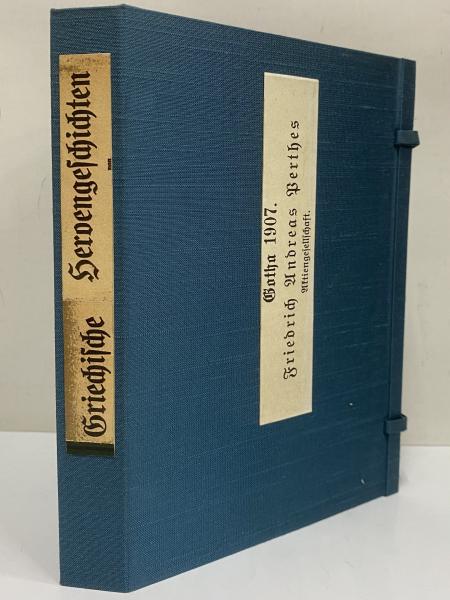 Griechische Heroengeschichten
Gotha 1907.
Friedrich Andreas Perthes
Aktiengesellschaft.